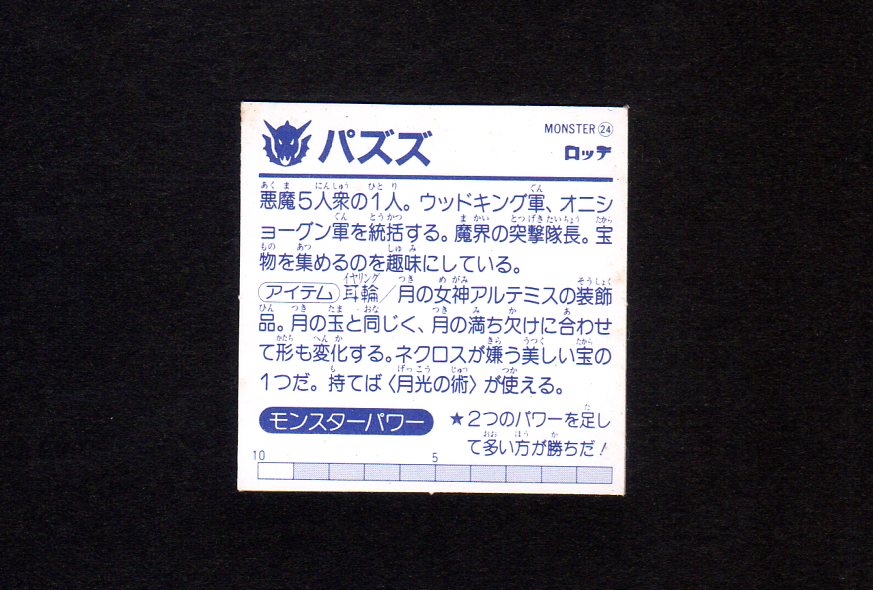 MONSTER 24
パズズ
ロッテ
悪魔5人衆の1人。ウッドキング軍、オニシ
ョーグン軍を統括する。魔界の突撃隊長。宝
物を集めるのを趣味にしている。
アイテム 耳輪/月の女神アルテミスの装飾
品。月の玉と同じく、月の満ち欠けに合わせ
て形も変化する。ネクロスが嫌う美しい宝の
1つだ。持てば〈月光の術〉が使える。
モンスターパワー ★2つのパワーを足し
て多い方が勝ちだ!
10 5